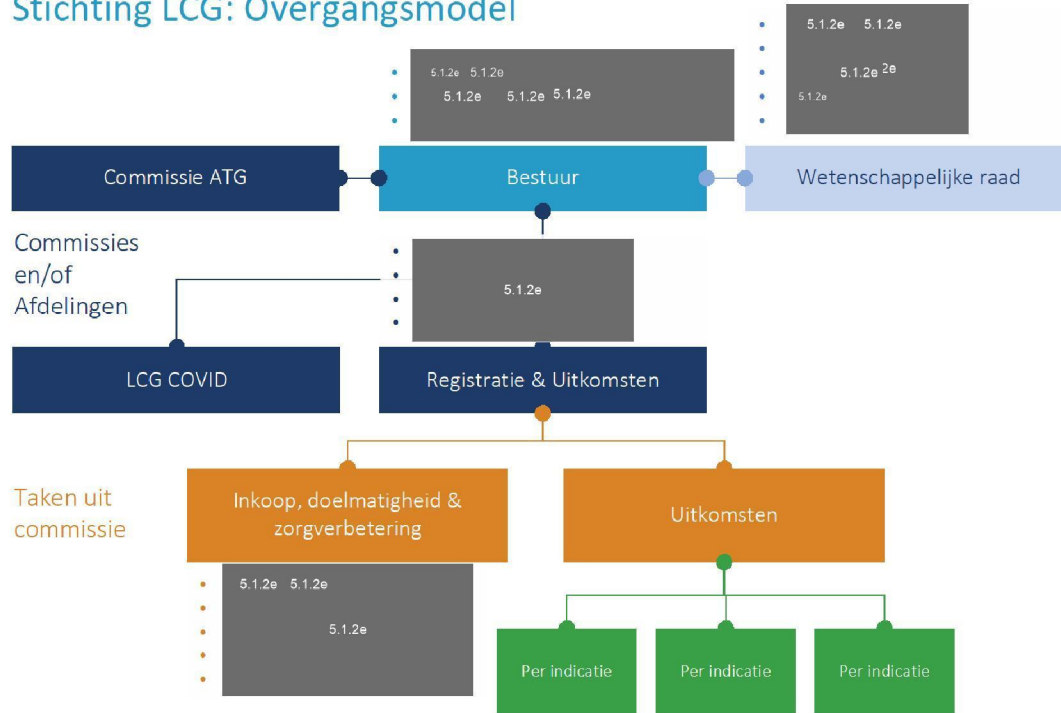 Stichting LCG: Overgangsmodel
5.1.2e 5.1.2e
5.1.2e 2e
5.1.2e
5.1.2e 5.1.2e
5.1.2e 5.1.2e 5.1.2e
Commissie ATG
Bestuur
Wetenschappelijke raad
Commissies
en/of
Afdelingen
5.1.2e
LCG COVID
Registratie & Uitkomsten
Taken uit
commissie
Inkoop, doelmatigheid &
zorgverbetering
Uitkomsten
5.1.2e 5.1.2e
5.1.2e
Per indicatie
Per indicatie
Per indicatie